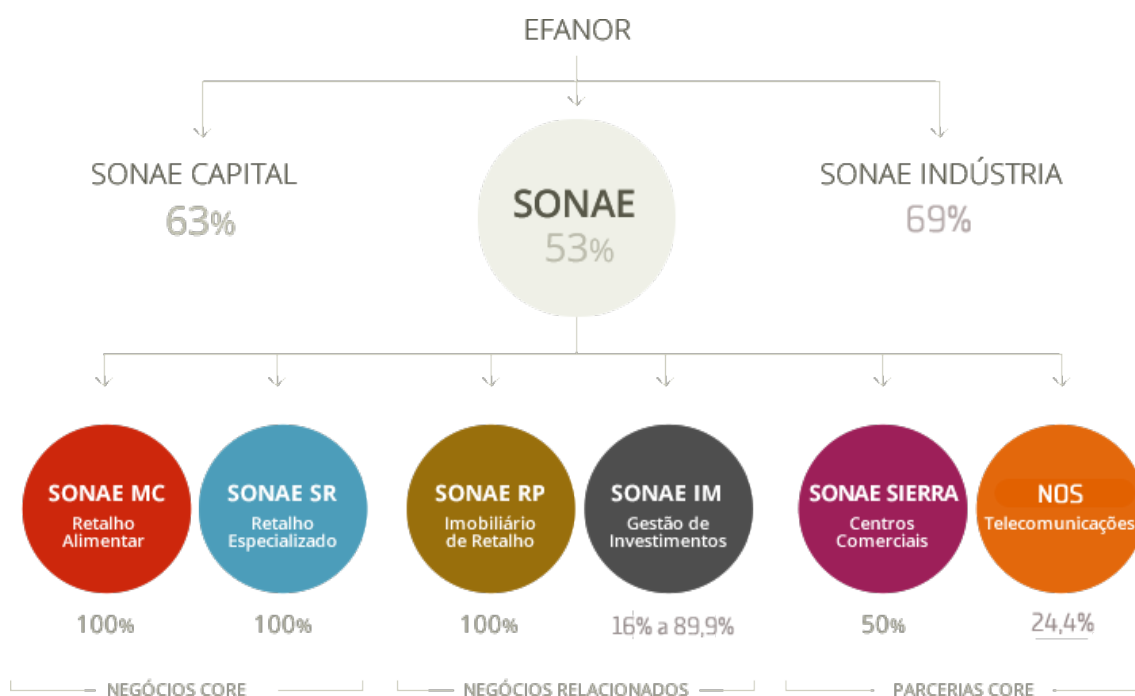 EFANOR
SONAE CAPITAL
63%
SONAE
53%
SONAE INDÚSTRIA
69%
SONAE MC
Retalho
Alimentar
SONAE SR
Retalho
Especializado
SONAE RP
Imobiliário
de Retalho
SONAE IM
Gestão de
Investimentos
SONAE SIERRA
Centros
Comerciais
NOS
Telecomunicações
100%
100%
100%
16% a 89,9%
50%
24,4%
NEGÓCIOS CORE
NEGÓCIOS RELACIONADOS
PARCERIAS CORE